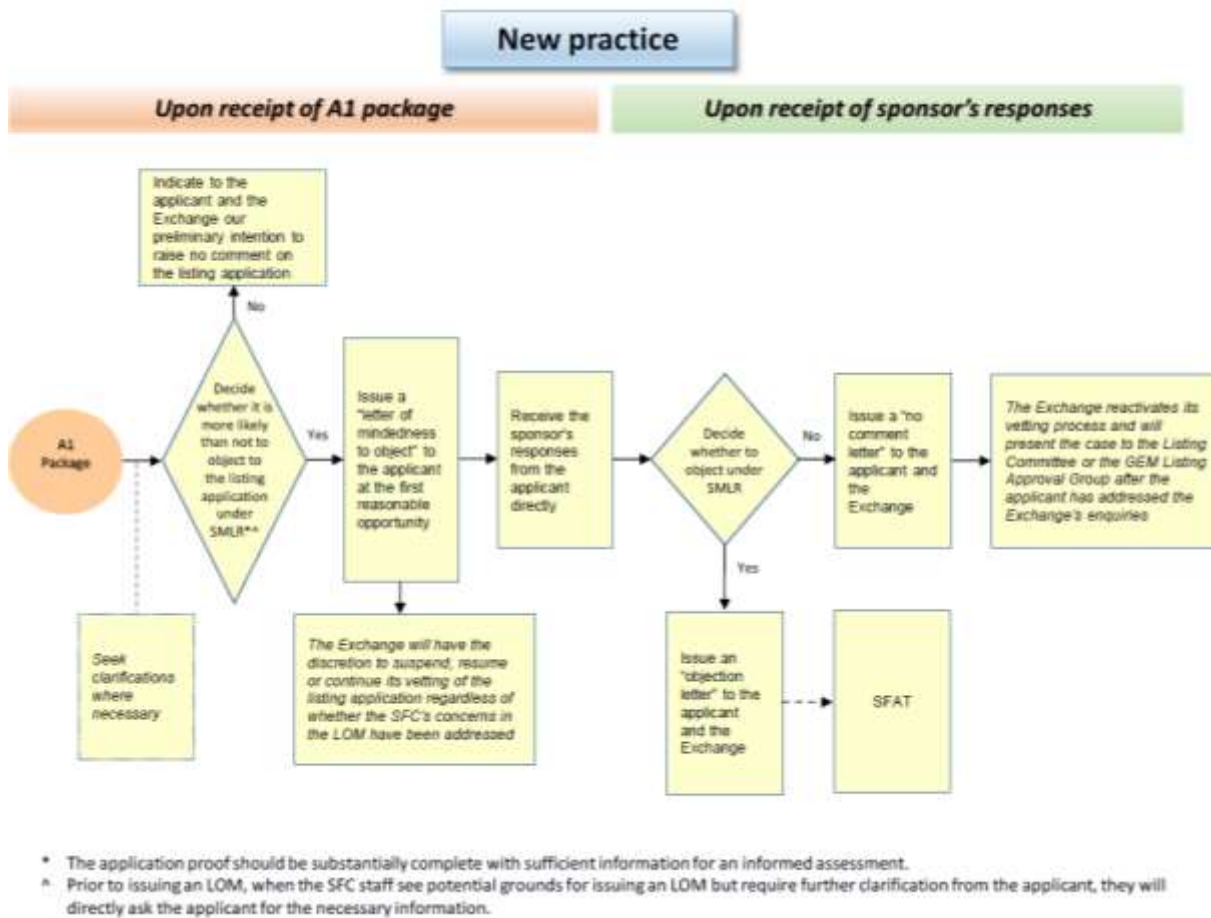 New practice
Upon receipt of A1 package
Upon receipt of sponsor's responses
Indicate to the
applicant and the
Exchange our
preliminary intention to
raise no comment on
the listing application
No
A1
Package
Decide
whether it is
more likely
than not to
object to the
listing
application
under
SMLR*^
Yes
Issue a
"letter of
mindedness
to object" to
the applicant
at the first
reasonable
opportunity
Receive the
sponsor's
responses
from the
applicant
directly
Decide
whether to
object under
SMLR
No
Issue a "no
comment
letter" to the
applicant and
the
Exchange
The Exchange reactivates its
vetting process and will
present the case to the Listing
Committee or the GEM Listing
Approval Group after the
applicant has addressed the
Exchange's enquiries
Yes
Seek
clarifications
where
necessary
The Exchange will have the
discretion to suspend, resume
or continue its vetting of the
listing application regardless of
whether the SFC's concerns in
the LOM have been addressed
Issue an
"objection
letter" to the
applicant
and the
Exchange
SFAT
* The application proof should be substantially complete with sufficient information for an informed assessment.
^ Prior to issuing an LOM, when the SFC staff see potential grounds for issuing an LOM but require further clarification from the applicant, they will
directly ask the applicant for the necessary information.